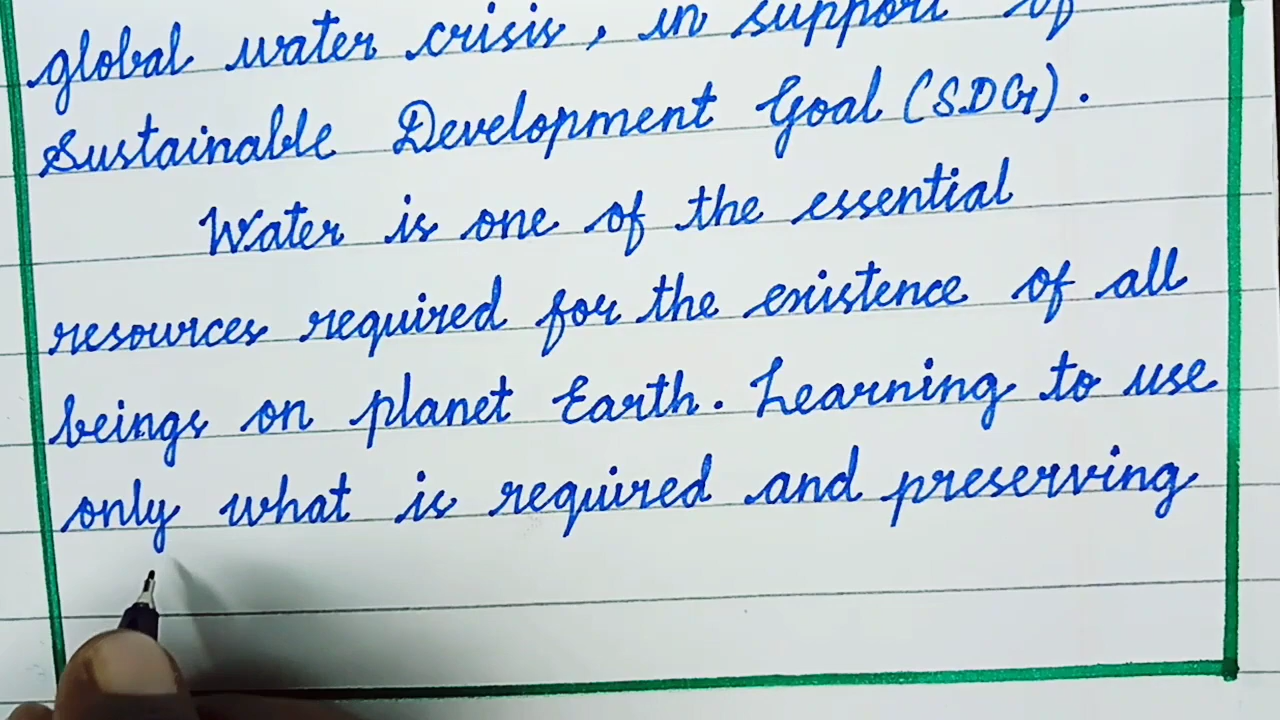 global water crisis, in support of
Sustainable Development Goal (SDG).
Water is one of the essential
resources required for the existence of all
beings on planet Earth. Learning to use
only what is required and preserving